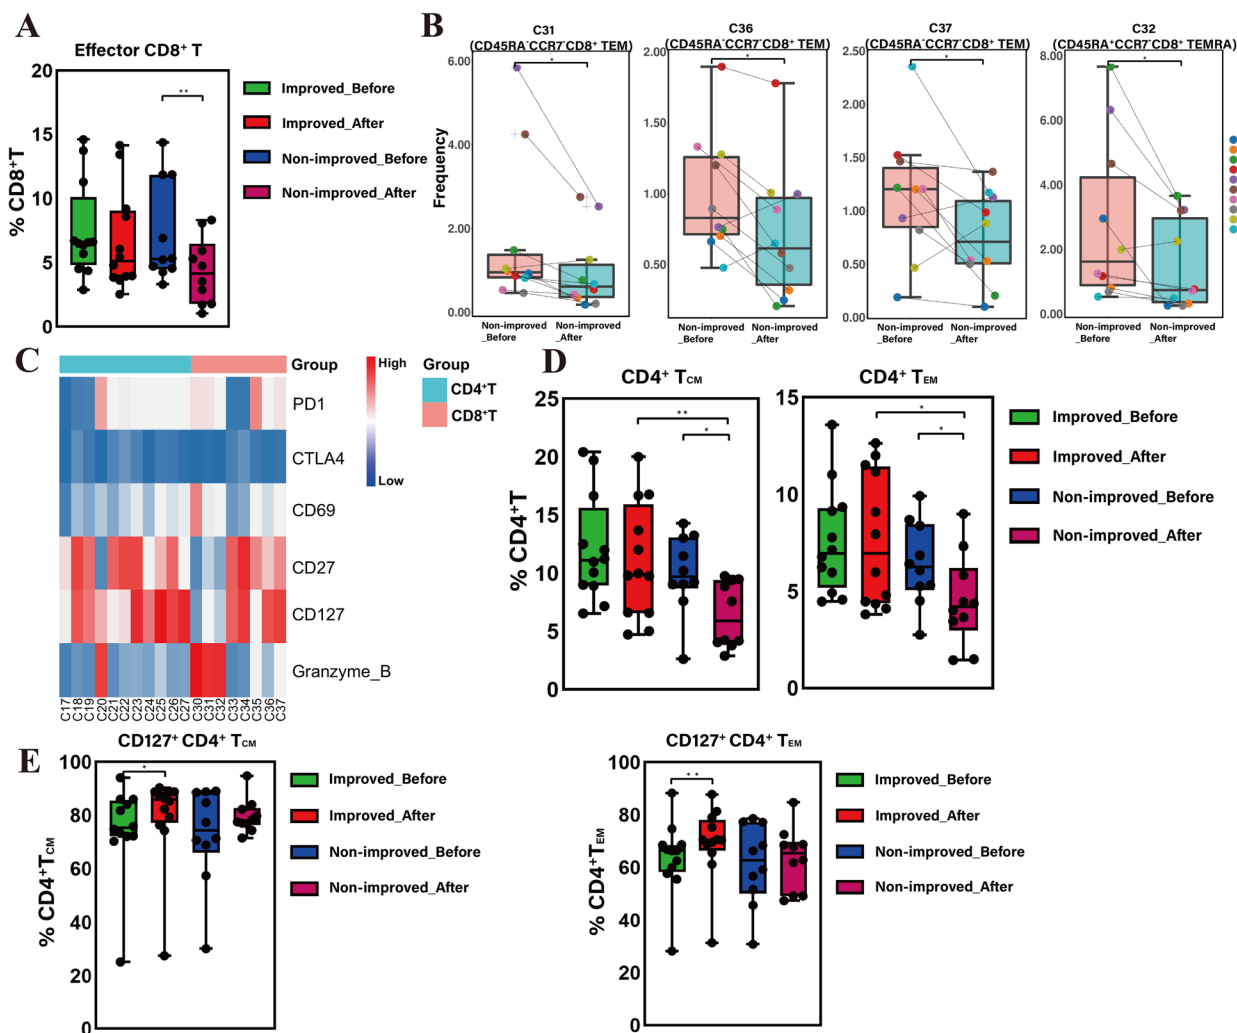 A
Effector CD8⁺ T
% CD8⁺T
20
15
10
5
0
**
Improved_Before
Improved_After
Non-improved_Before
Non-improved_After
B
Frequency
C31
(CD45RA⁻CCR7⁻CD8⁺ TEM)
*
6.00
4.00
2.00
1.00
0.00
Non-improved
_Before
Non-improved
_After
C36
(CD45RA⁻CCR7⁻CD8⁺ TEM)
*
2.00
1.50
1.00
0.50
Non-improved
_Before
Non-improved
_After
C37
(CD45RA⁻CCR7⁻CD8⁺ TEM)
*
2.50
2.00
1.50
1.00
0.50
0.00
Non-improved
_Before
Non-improved
_After
C32
(CD45RA⁺CCR7⁻CD8⁺ TEMRA)
*
8.00
6.00
4.00
2.00
0.00
Non-improved
_Before
Non-improved
_After
C
Group
PD1
CTLA4
CD69
CD27
CD127
Granzyme_B
C17 C18 C19 C20 C21 C22 C23 C24 C25 C26 C27 C30 C31 C32 C33 C34 C35 C36 C37
High
Low
Group
CD4⁺T
CD8⁺T
D
CD4⁺ TCM
% CD4⁺T
25
20
15
10
5
0
**
*
CD4⁺ TEM
15
10
5
0
*
*
Improved_Before
Improved_After
Non-improved_Before
Non-improved_After
E
CD127⁺ CD4⁺ TCM
% CD4⁺TCM
100
80
60
40
20
0
*
Improved_Before
Improved_After
Non-improved_Before
Non-improved_After
CD127⁺ CD4⁺ TEM
% CD4⁺TEM
100
80
60
40
20
0
**
Improved_Before
Improved_After
Non-improved_Before
Non-improved_After